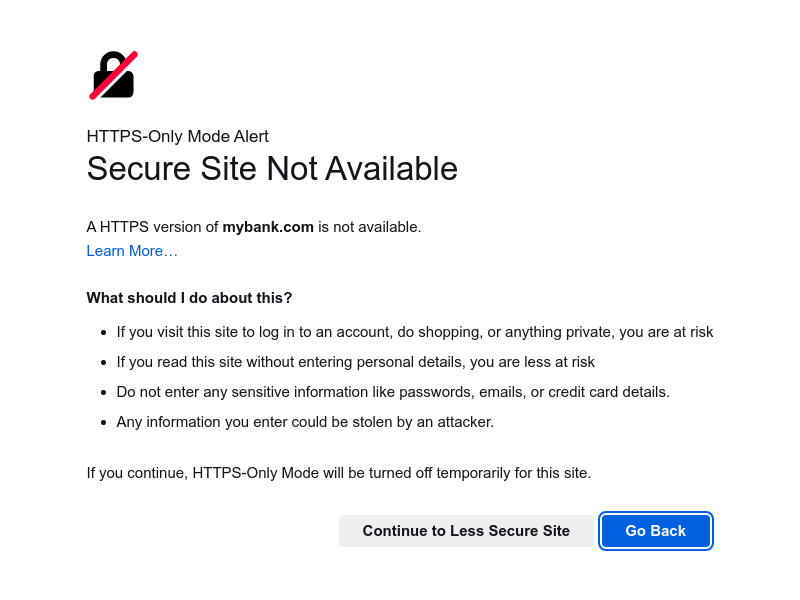 HTTPS-Only Mode Alert
Secure Site Not Available
A HTTPS version of mybank.com is not available.
Learn More…
What should I do about this?
• If you visit this site to log in to an account, do shopping, or anything private, you are at risk
• If you read this site without entering personal details, you are less at risk
• Do not enter any sensitive information like passwords, emails, or credit card details.
• Any information you enter could be stolen by an attacker.
If you continue, HTTPS-Only Mode will be turned off temporarily for this site.
Continue to Less Secure Site
Go Back